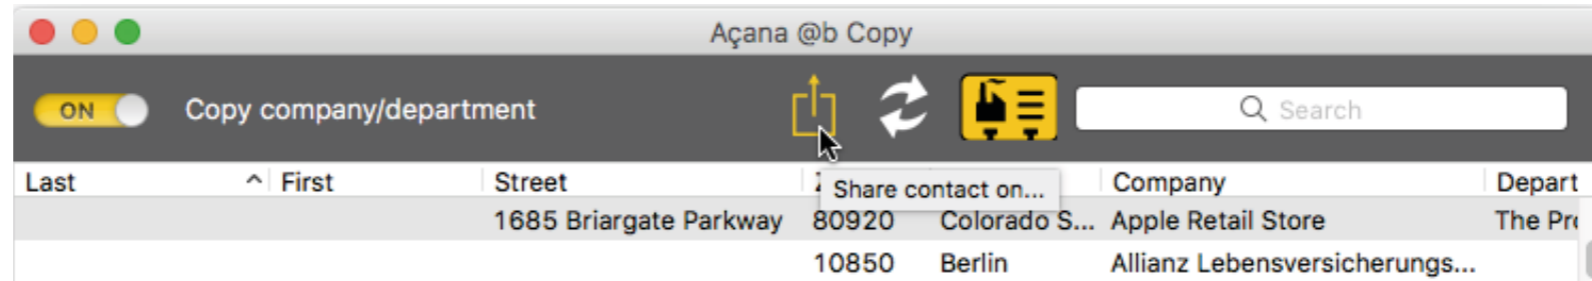 Açana @b Copy
ON Copy company/department Search
Last First Street Company Depart
Share contact on...
1685 Briargate Parkway 80920 Colorado S... Apple Retail Store The Pro
10850 Berlin Allianz Lebensversicherungs...